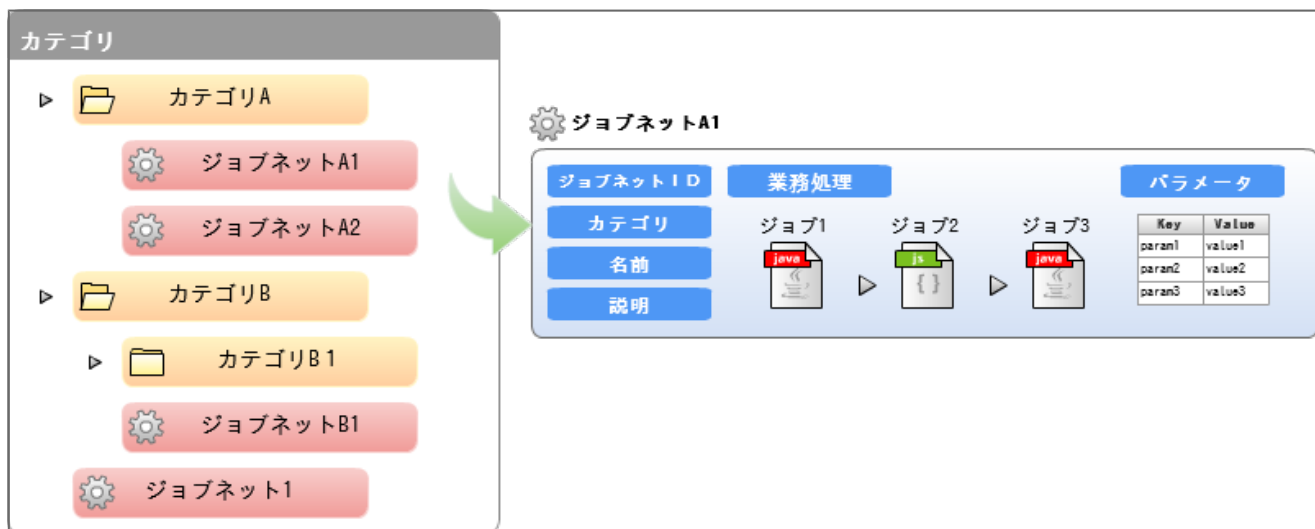 カテゴリ
カテゴリA
ジョブネットA1
ジョブネットA2
カテゴリB
カテゴリB1
ジョブネットB1
ジョブネット1
ジョブネットA1
ジョブネットID
カテゴリ
名前
説明
業務処理
ジョブ1
java
ジョブ2
js
{ }
ジョブ3
java
パラメータ
Key Value
param1 value1
param2 value2
param3 value3